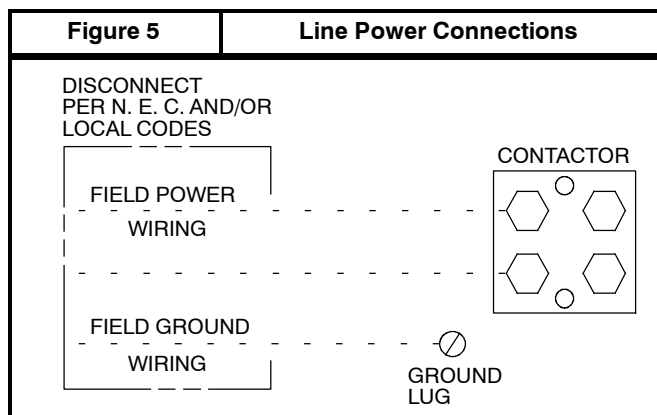 Figure 5
Line Power Connections
DISCONNECT
PER N. E. C. AND/OR
LOCAL CODES
CONTACTOR
FIELD POWER
WIRING
FIELD GROUND
WIRING
GROUND
LUG